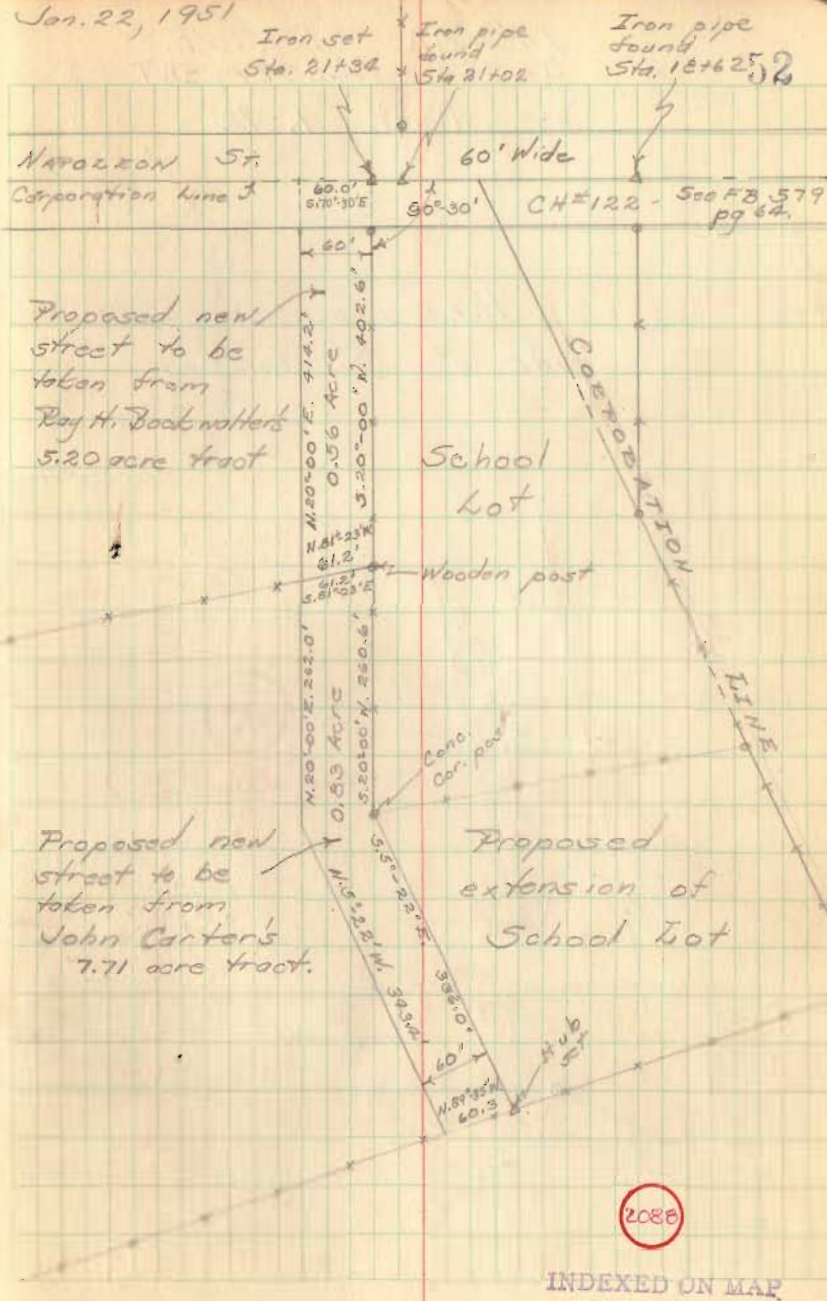 Jan. 22, 1951
Iron set
Sta. 21+34
Iron pipe
found
Sta 21+02
Iron pipe
found
Sta. 18+62
52
NAPOLEON ST.
60' Wide
Corporation Line
60.0'
S.70°-30'E
90°-30'
CH#122 - See FB. 579
pg 64.
60'
Proposed new
street to be
taken from
Ray H. Bookwalter's
5.20 acre tract
N.20°-00'E. 414.2'
0.56 Acre
S.20°-00'W. 402.6'
School
Lot
CORPORATION
LINE
N.81°-23'W
61.2'
61.2'
S.81°-23'E
Wooden post
N.20°-00'E. 262.0'
0.83 Acre
S.20°-00'W. 260.6'
Conc.
Cor. post
Proposed new
street to be
taken from
John Carter's
7.71 acre tract.
N.5°-22'W. 343.2'
S.5°-22'E. 336.0'
Proposed
extension of
School Lot
60'
Hub
Set
N.89°-35'W.
60.3
2088
INDEXED ON MAP